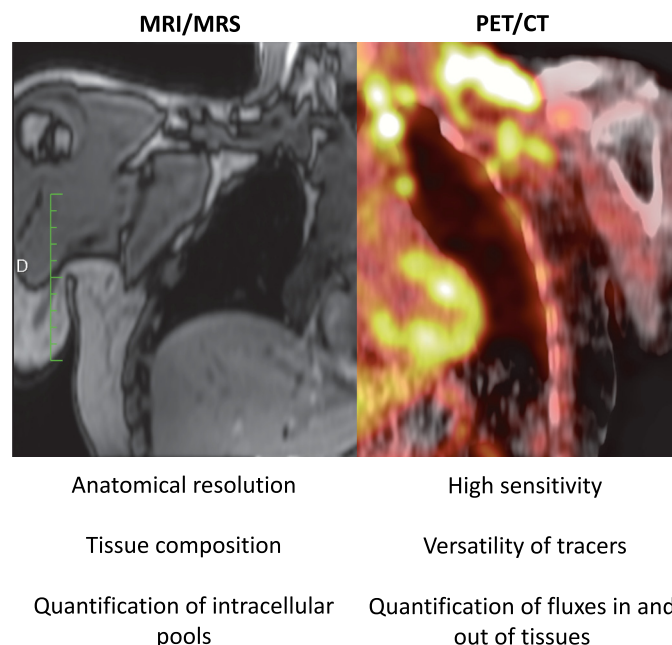 MRI/MRS
PET/CT
D
Anatomical resolution
High sensitivity
Tissue composition
Versatility of tracers
Quantification of intracellular
pools
Quantification of fluxes in and
out of tissues